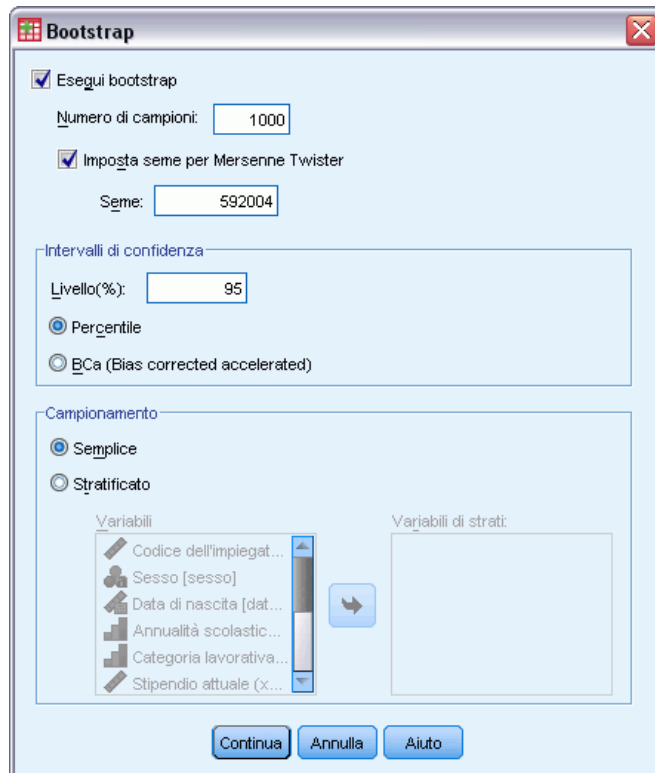 Bootstrap
Esegui bootstrap
Numero di campioni: 1000
Imposta seme per Mersenne Twister
Seme: 592004
Intervalli di confidenza
Livello(%): 95
Percentile
BCa (Bias corrected accelerated)
Campionamento
Semplice
Stratificato
Variabili
Variabili di strati:
Codice dell'impiegat...
Sesso [sesso]
Data di nascita [dat...
Annualità scolastic...
Categoria lavorativa...
Stipendio attuale (x...
Continua Annulla Aiuto